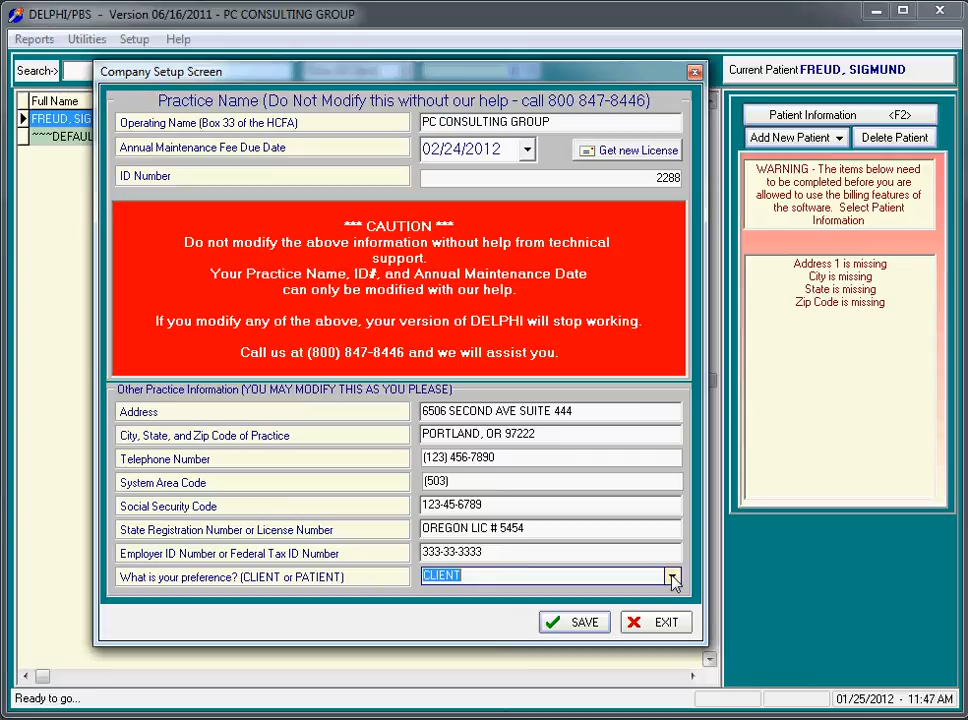 DELPHI/PBS - Version 06/16/2011 - PC CONSULTING GROUP
Reports Utilities Setup Help
Search->
Current Patient FREUD, SIGMUND
Full Name
FREUD, SIG
~~~DEFAUL
Company Setup Screen
Practice Name (Do Not Modify this without our help - call 800 847-8446)
Operating Name (Box 33 of the HCFA) PC CONSULTING GROUP
Annual Maintenance Fee Due Date 02/24/2012 Get new License
ID Number 2288
*** CAUTION ***
Do not modify the above information without help from technical
support.
Your Practice Name, ID#, and Annual Maintenance Date
can only be modified with our help.
If you modify any of the above, your version of DELPHI will stop working.
Call us at (800) 847-8446 and we will assist you.
Other Practice Information (YOU MAY MODIFY THIS AS YOU PLEASE)
Address 6506 SECOND AVE SUITE 444
City, State, and Zip Code of Practice PORTLAND, OR 97222
Telephone Number (123) 456-7890
System Area Code (503)
Social Security Code 123-45-6789
State Registration Number or License Number OREGON LIC # 5454
Employer ID Number or Federal Tax ID Number 333-33-3333
What is your preference? (CLIENT or PATIENT) CLIENT
SAVE EXIT
Patient Information <F2>
Add New Patient Delete Patient
WARNING - The items below need
to be completed before you are
allowed to use the billing features of
the software. Select Patient
Information
Address 1 is missing
City is missing
State is missing
Zip Code is missing
Ready to go...
01/25/2012 - 11:47 AM